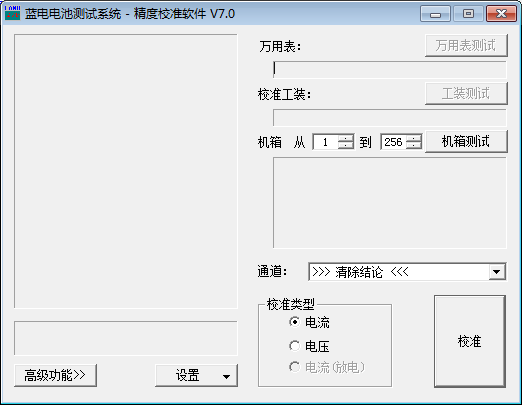 蓝电电池测试系统 - 精度校准软件 V7.0
万用表:
万用表测试
校准工装:
工装测试
机箱 从 1 到 256 机箱测试
通道: >>> 清除结论 <<<
校准类型
电流
电压
电流(放电)
校准
高级功能>>
设置